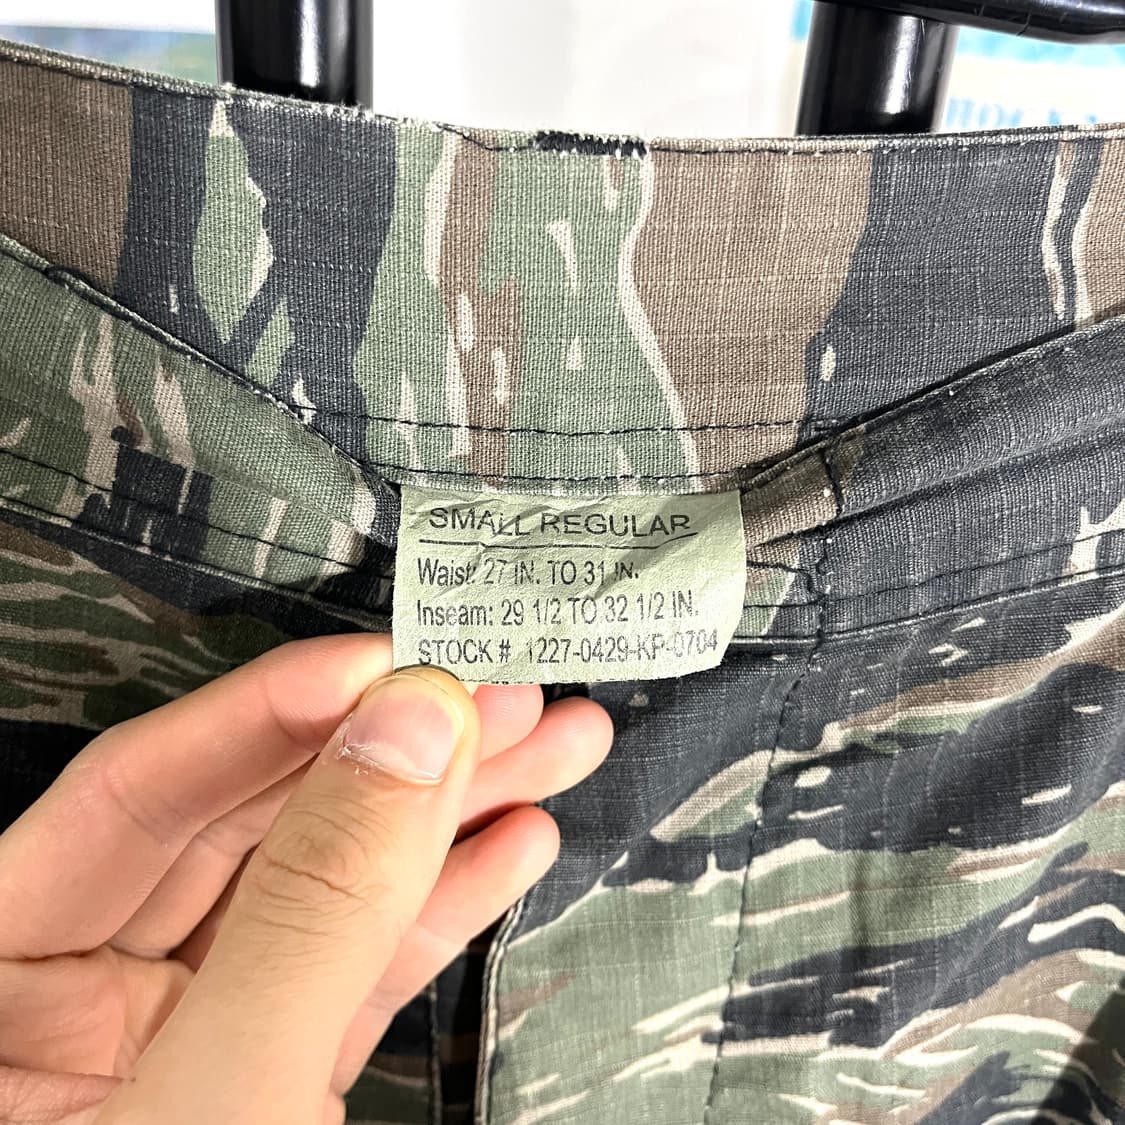 SMALL REGULAR
Waist: 27 IN. TO 31 IN.
Inseam: 29 1/2 TO 32 1/2 IN.
STOCK # 1227-0429-KP-0704